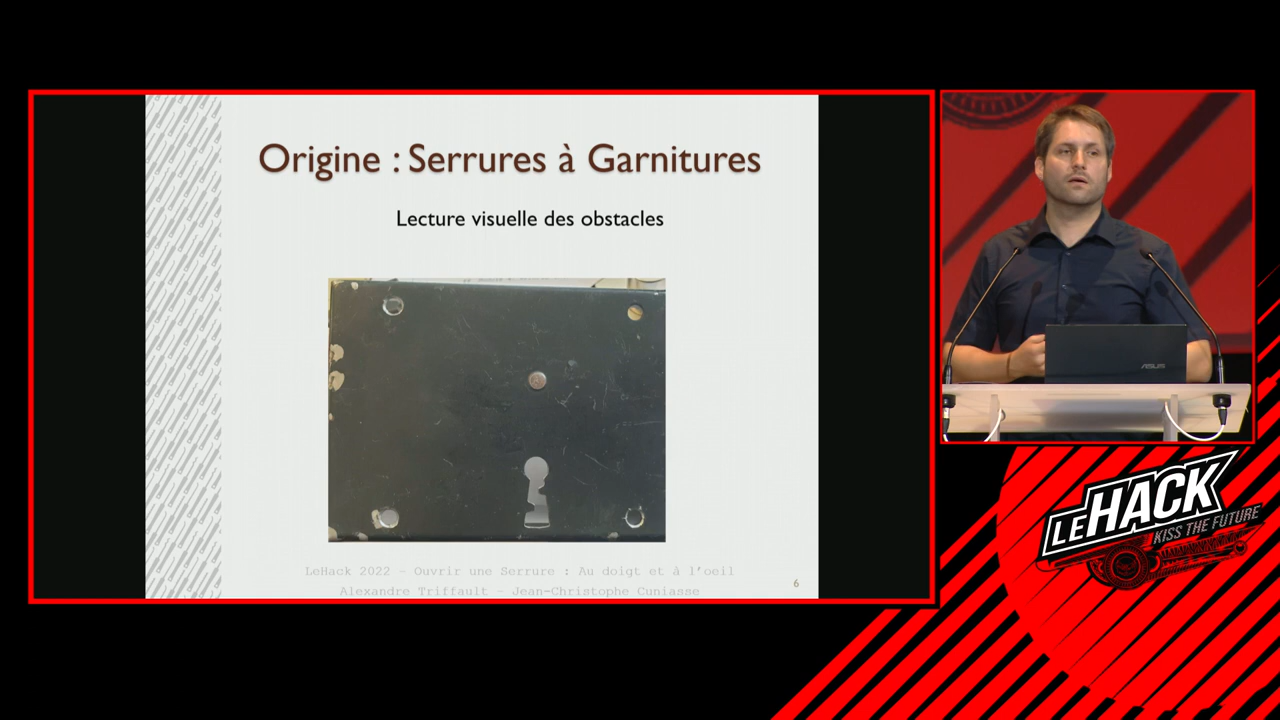 Origine : Serrures à Garnitures
Lecture visuelle des obstacles
LeHack 2022 – Ouvrir une Serrure : Au doigt et à l'oeil
Alexandre Triffault – Jean-Christophe Cuniasse
6
ASUS
LEHACK
KISS THE FUTURE